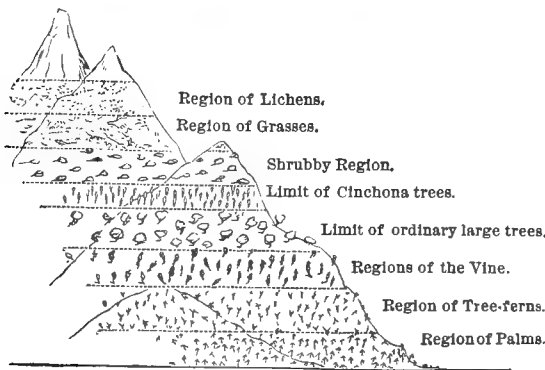 Region of Lichens.
Region of Grasses.
Shrubby Region.
Limit of Cinchona trees.
Limit of ordinary large trees.
Regions of the Vine.
Region of Tree-ferns.
Region of Palms.